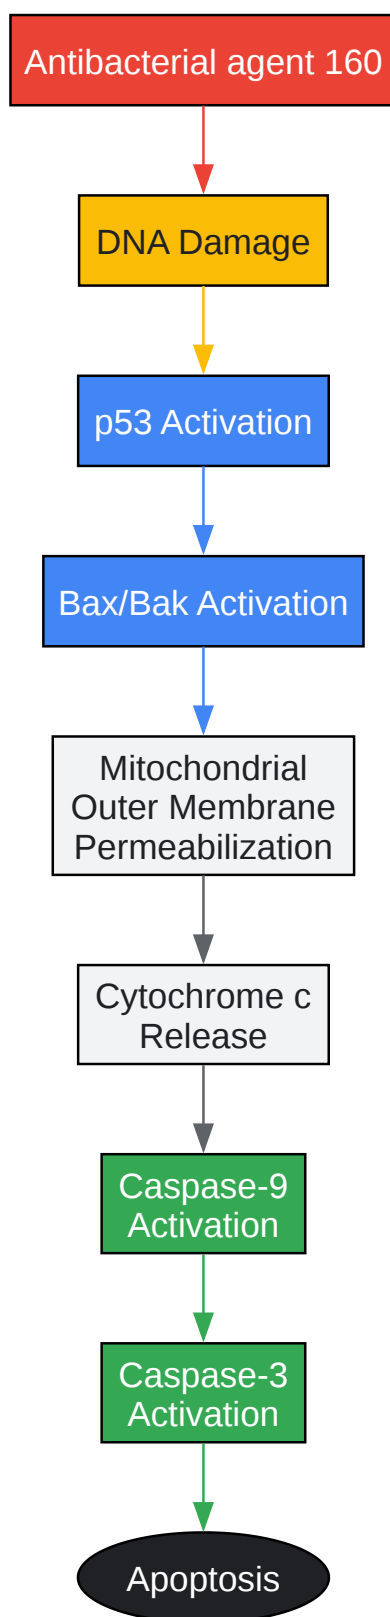 Antibacterial agent 160
DNA Damage
p53 Activation
Bax/Bak Activation
Mitochondrial
Outer Membrane
Permeabilization
Cytochrome c
Release
Caspase-9
Activation
Caspase-3
Activation
Apoptosis